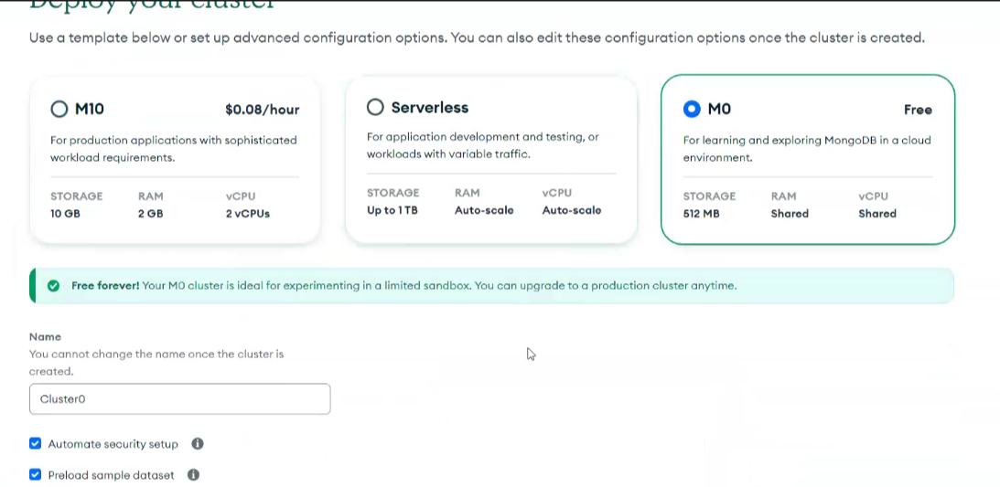 Deploy your cluster
Use a template below or set up advanced configuration options. You can also edit these configuration options once the cluster is created.
M10 $0.08/hour
For production applications with sophisticated
workload requirements.
STORAGE RAM vCPU
10 GB 2 GB 2 vCPUs
Serverless
For application development and testing, or
workloads with variable traffic.
STORAGE RAM vCPU
Up to 1 TB Auto-scale Auto-scale
M0 Free
For learning and exploring MongoDB in a cloud
environment.
STORAGE RAM vCPU
512 MB Shared Shared
Free forever! Your M0 cluster is ideal for experimenting in a limited sandbox. You can upgrade to a production cluster anytime.
Name
You cannot change the name once the cluster is
created.
Cluster0
Automate security setup
Preload sample dataset